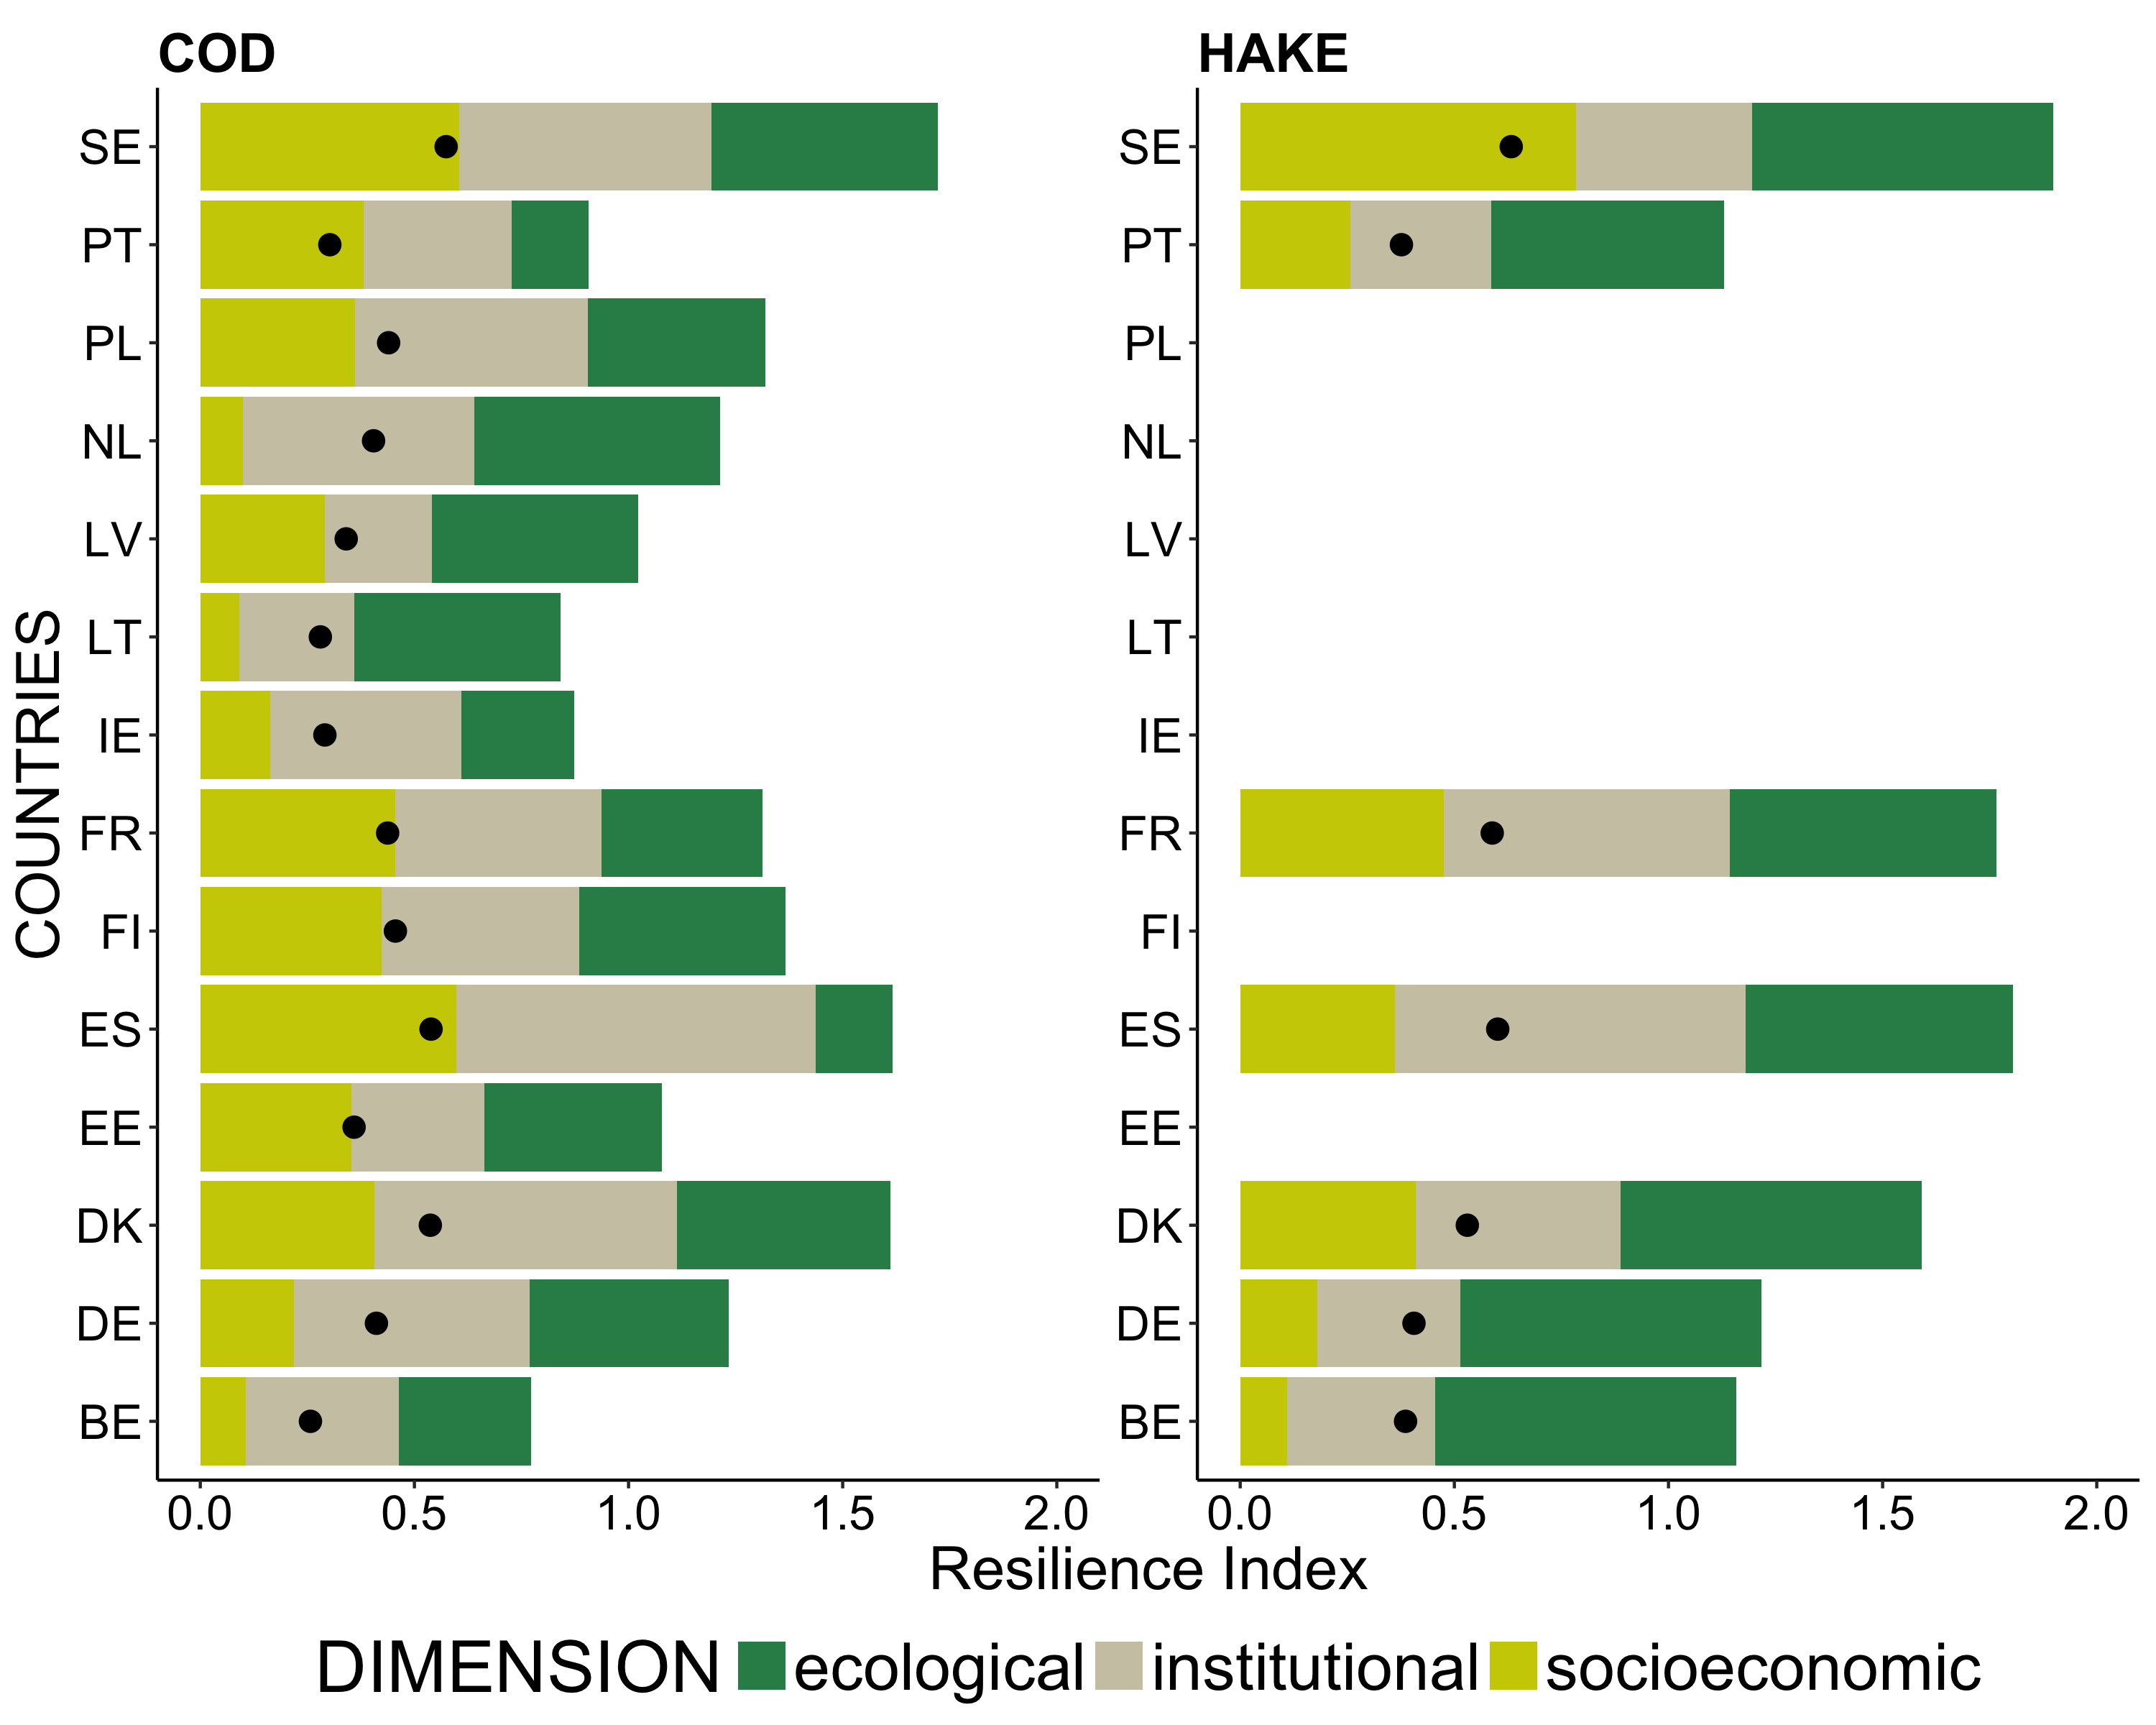 COD
HAKE
COUNTRIES
SE
PT
PL
NL
LV
LT
IE
FR
FI
ES
EE
DK
DE
BE
0.0 0.5 1.0 1.5 2.0
SE
PT
PL
NL
LV
LT
IE
FR
FI
ES
EE
DK
DE
BE
0.0 0.5 1.0 1.5 2.0
Resilience Index
DIMENSION ecological institutional socioeconomic